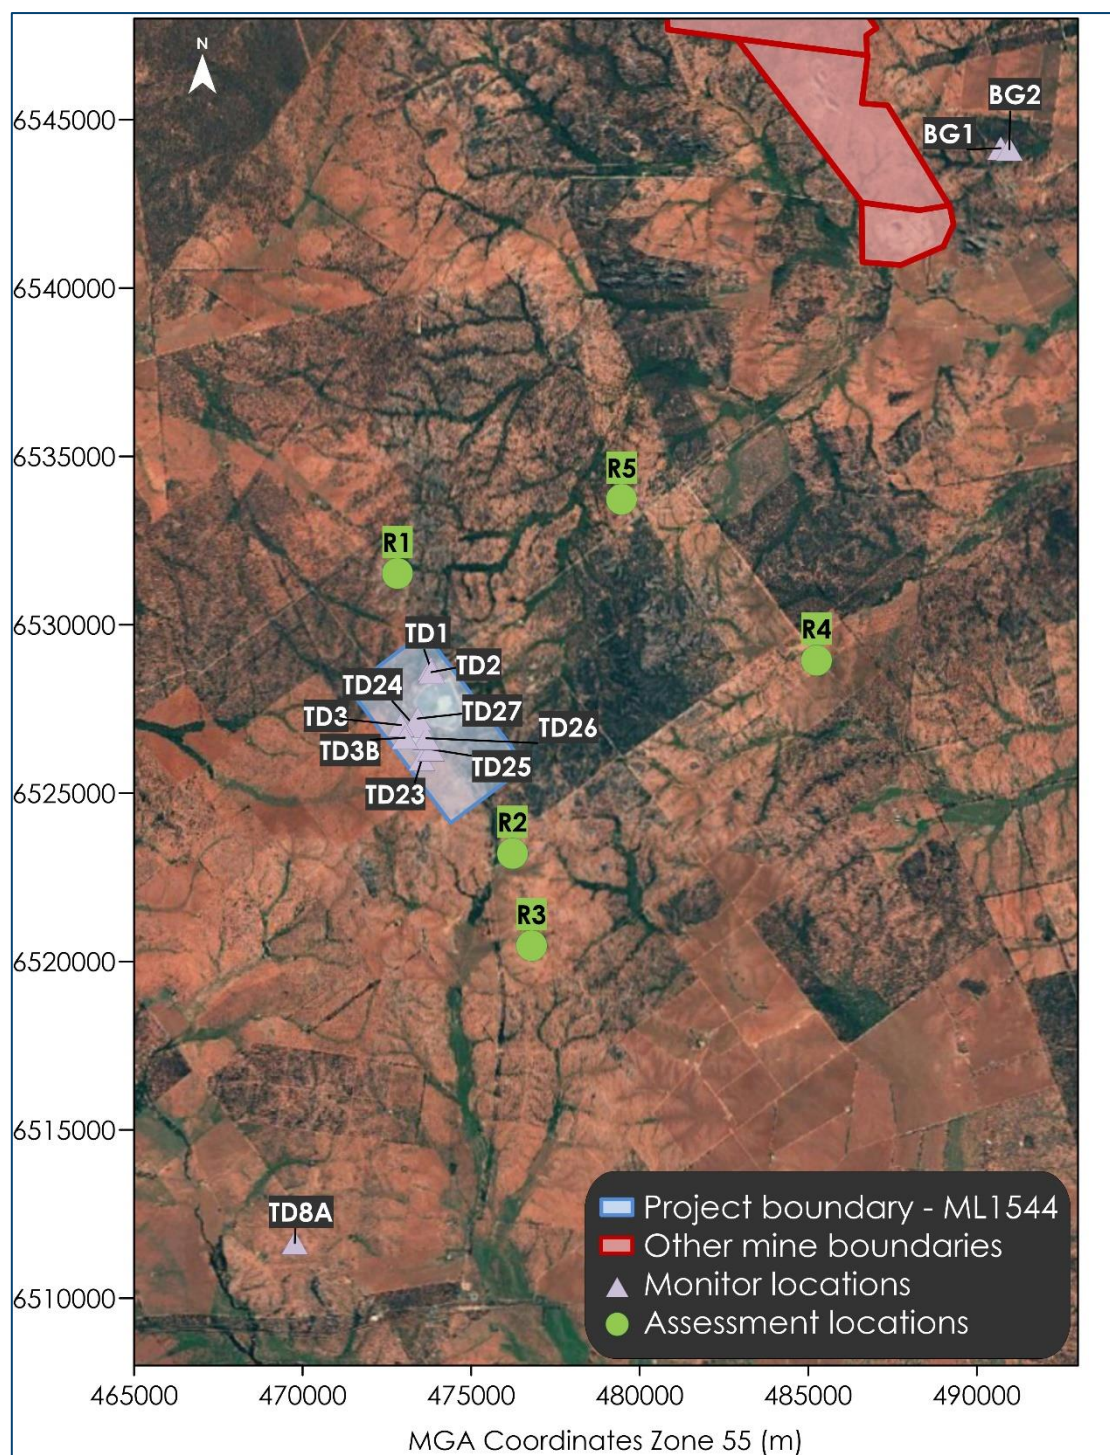 N
BG2
6545000
BG1
6540000
6535000
R5
R1
6530000
TD1
R4
TD2
TD24
TD3
TD27
TD26
TD3B
TD25
TD23
6525000
R2
R3
6520000
6515000
TD8A
Project boundary - ML1544
Other mine boundaries
Monitor locations
6510000
Assessment locations
465000 470000 475000 480000 485000 490000
MGA Coordinates Zone 55 (m)